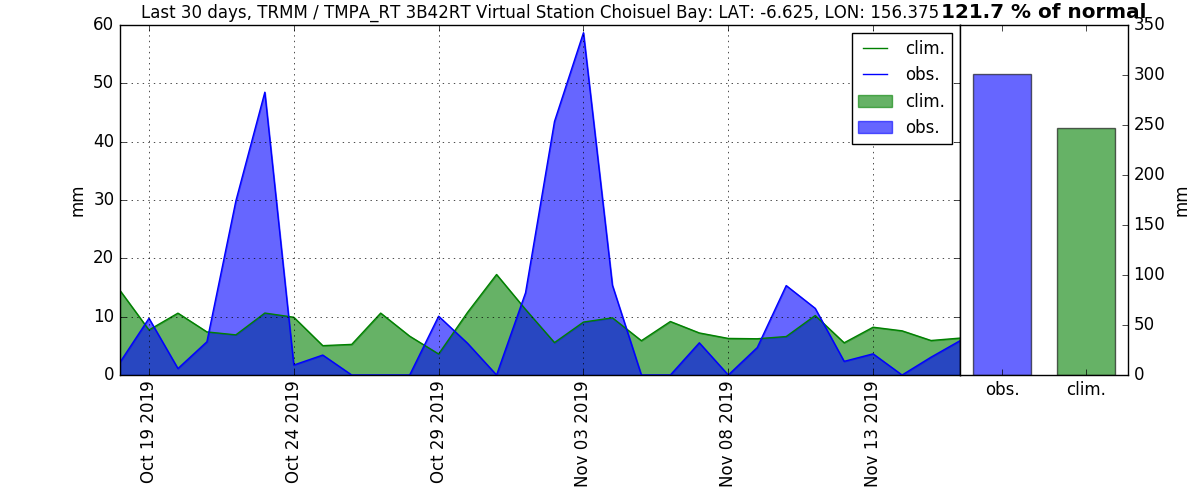 Last 30 days, TRMM / TMPA_RT 3B42RT Virtual Station Choisuel Bay: LAT: -6.625, LON: 156.375 121.7 % of normal
60
50
40
30
20
10
0
mm
clim.
obs.
clim.
obs.
Oct 19 2019
Oct 24 2019
Oct 29 2019
Nov 03 2019
Nov 08 2019
Nov 13 2019
350
300
250
200
150
100
50
0
mm
obs. clim.